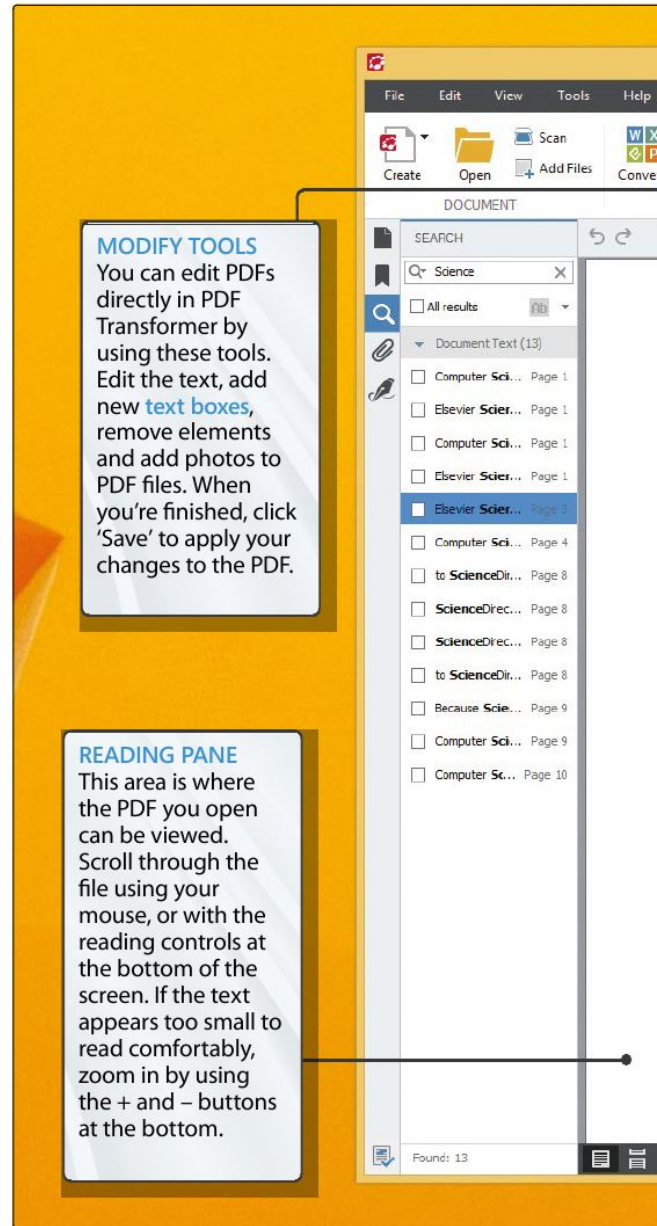 File Edit View Tools Help
Create Open Scan
Add Files
DOCUMENT
MODIFY TOOLS
You can edit PDFs
directly in PDF
Transformer by
using these tools.
Edit the text, add
new text boxes,
remove elements
and add photos to
PDF files. When
you’re finished, click
‘Save’ to apply your
changes to the PDF.
SEARCH
Science
All results Ab
Document Text (13)
Computer Sci... Page 1
Elsevier Scier... Page 1
Computer Sci... Page 1
Elsevier Scier... Page 1
Elsevier Scier... Page 3
Computer Sci... Page 4
to ScienceDir... Page 8
ScienceDirec... Page 8
ScienceDirec... Page 8
to ScienceDir... Page 8
Because Scie... Page 9
Computer Sci... Page 9
Computer Sc... Page 10
Found: 13
READING PANE
This area is where
the PDF you open
can be viewed.
Scroll through the
file using your
mouse, or with the
reading controls at
the bottom of the
screen. If the text
appears too small to
read comfortably,
zoom in by using
the + and – buttons
at the bottom.